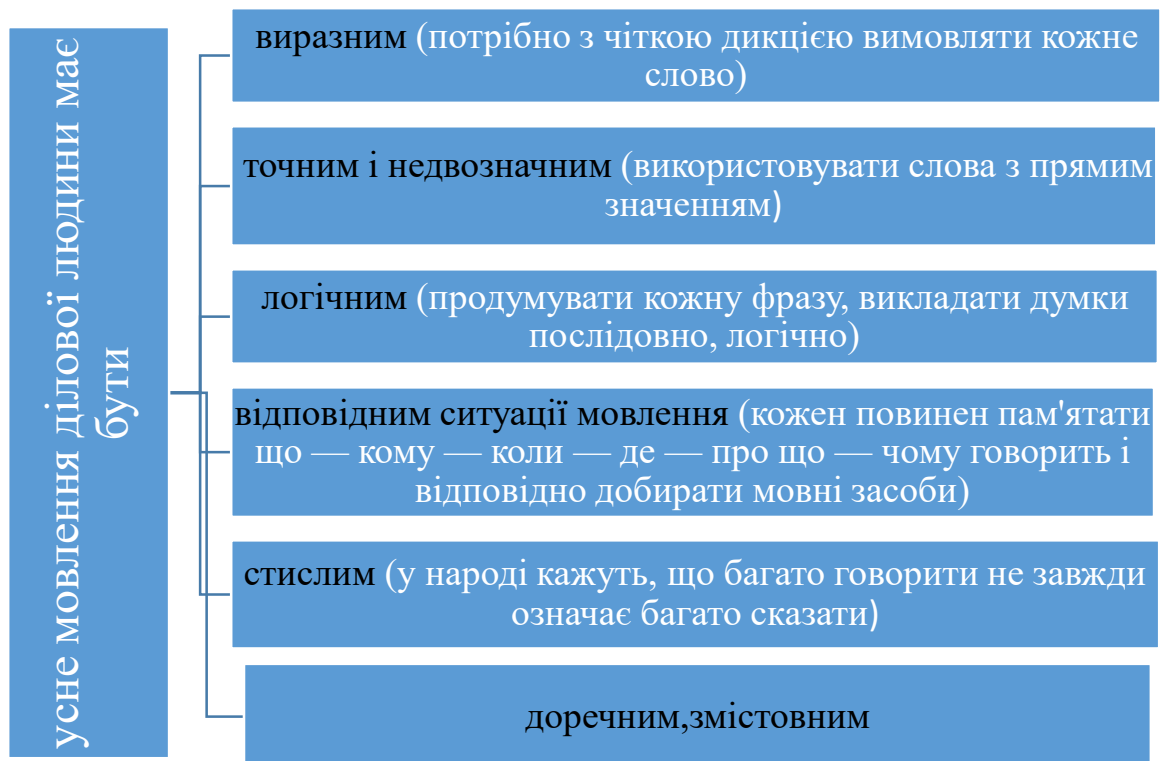 усне мовлення ділової людини має
бути
виразним (потрібно з чіткою дикцією вимовляти кожне
слово)
точним і недвозначним (використовувати слова з прямим
значенням)
логічним (продумувати кожну фразу, викладати думки
послідовно, логічно)
відповідним ситуації мовлення (кожен повинен пам'ятати
що — кому — коли — де — про що — чому говорить і
відповідно добирати мовні засоби)
стислим (у народі кажуть, що багато говорити не завжди
означає багато сказати)
доречним,змістовним